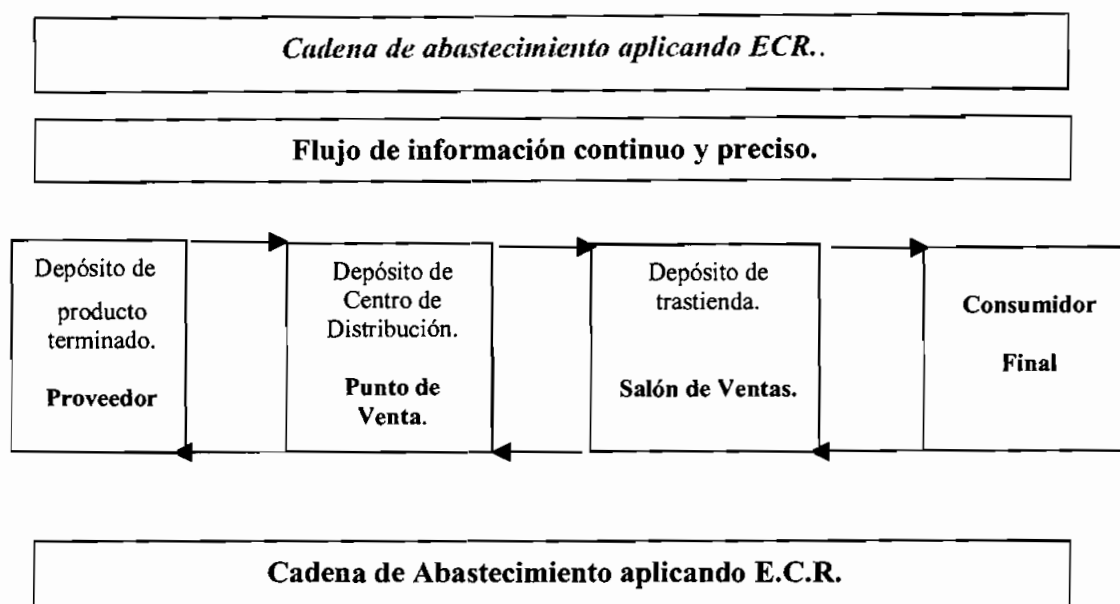 Cadena de abastecimiento aplicando ECR..
Flujo de información continuo y preciso.
Depósito de
producto
terminado.
Proveedor
Depósito de
Centro de
Distribución.
Punto de
Venta.
Depósito de
trastienda.
Salón de Ventas.
Consumidor
Final
Cadena de Abastecimiento aplicando E.C.R.